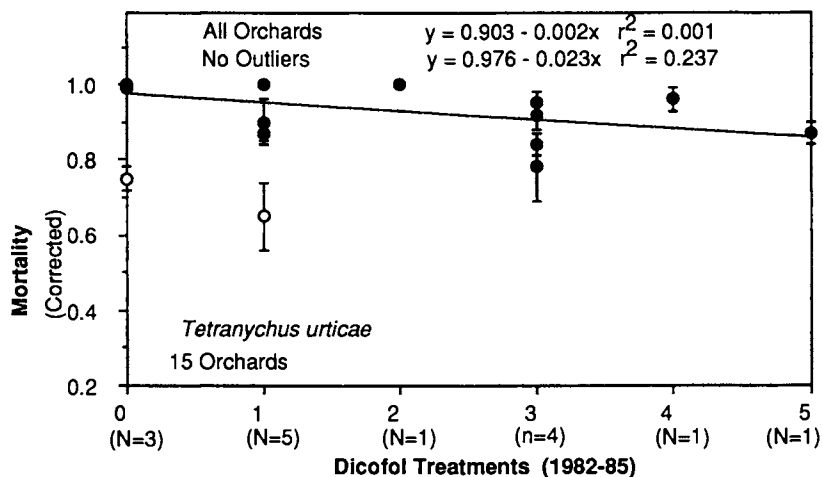 All Orchards y = 0.903 - 0.002x r² = 0.001
No Outliers y = 0.976 - 0.023x r² = 0.237
1.0
0.8
0.6
0.4
0.2
Mortality
(Corrected)
Tetranychus urticae
15 Orchards
0 1 2 3 4 5
(N=3) (N=5) (N=1) (n=4) (N=1) (N=1)
Dicofol Treatments (1982-85)